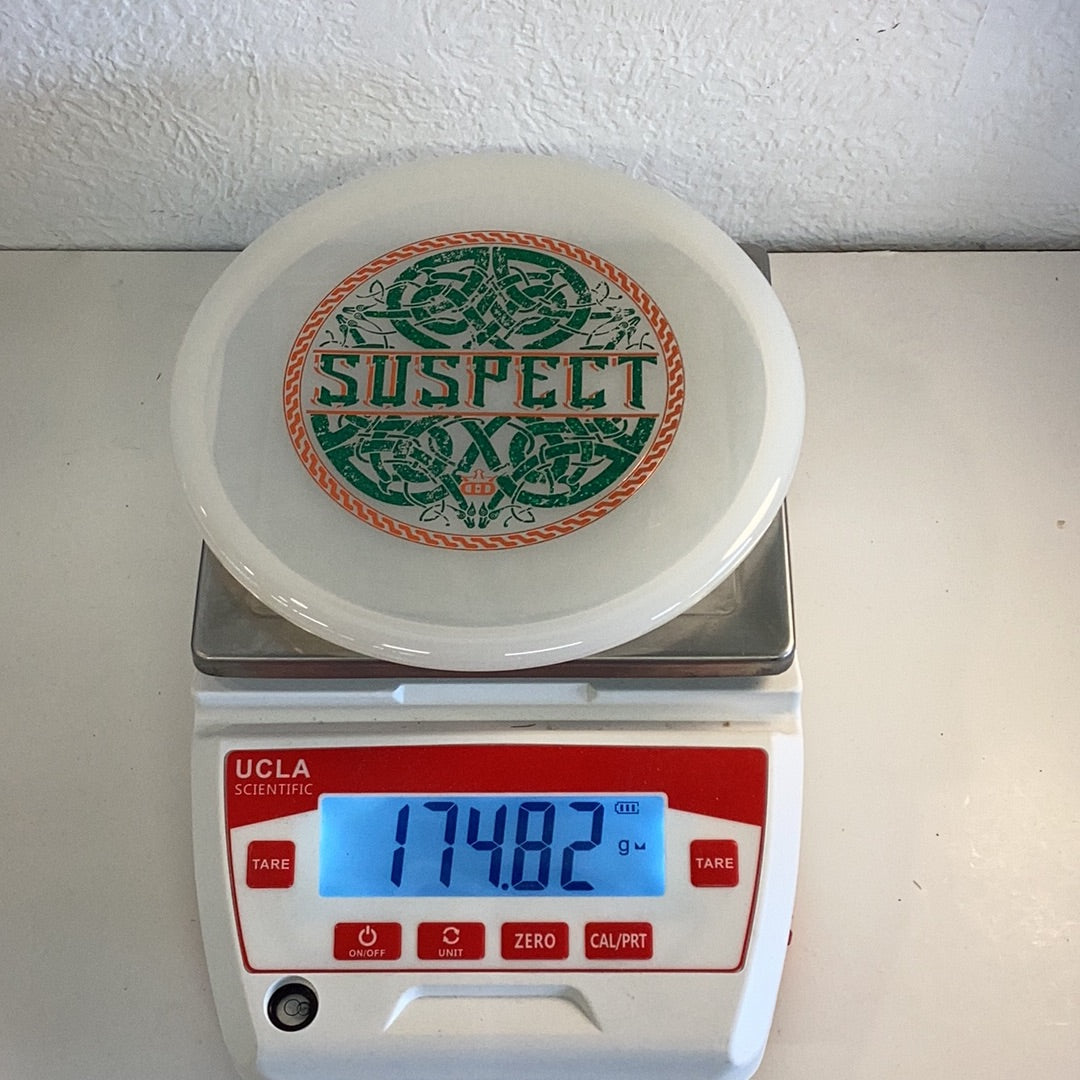 SUSPECT
UCLA
SCIENTIFIC
174.82
g
TARE
TARE
ON/OFF
UNIT
ZERO
CAL/PRT